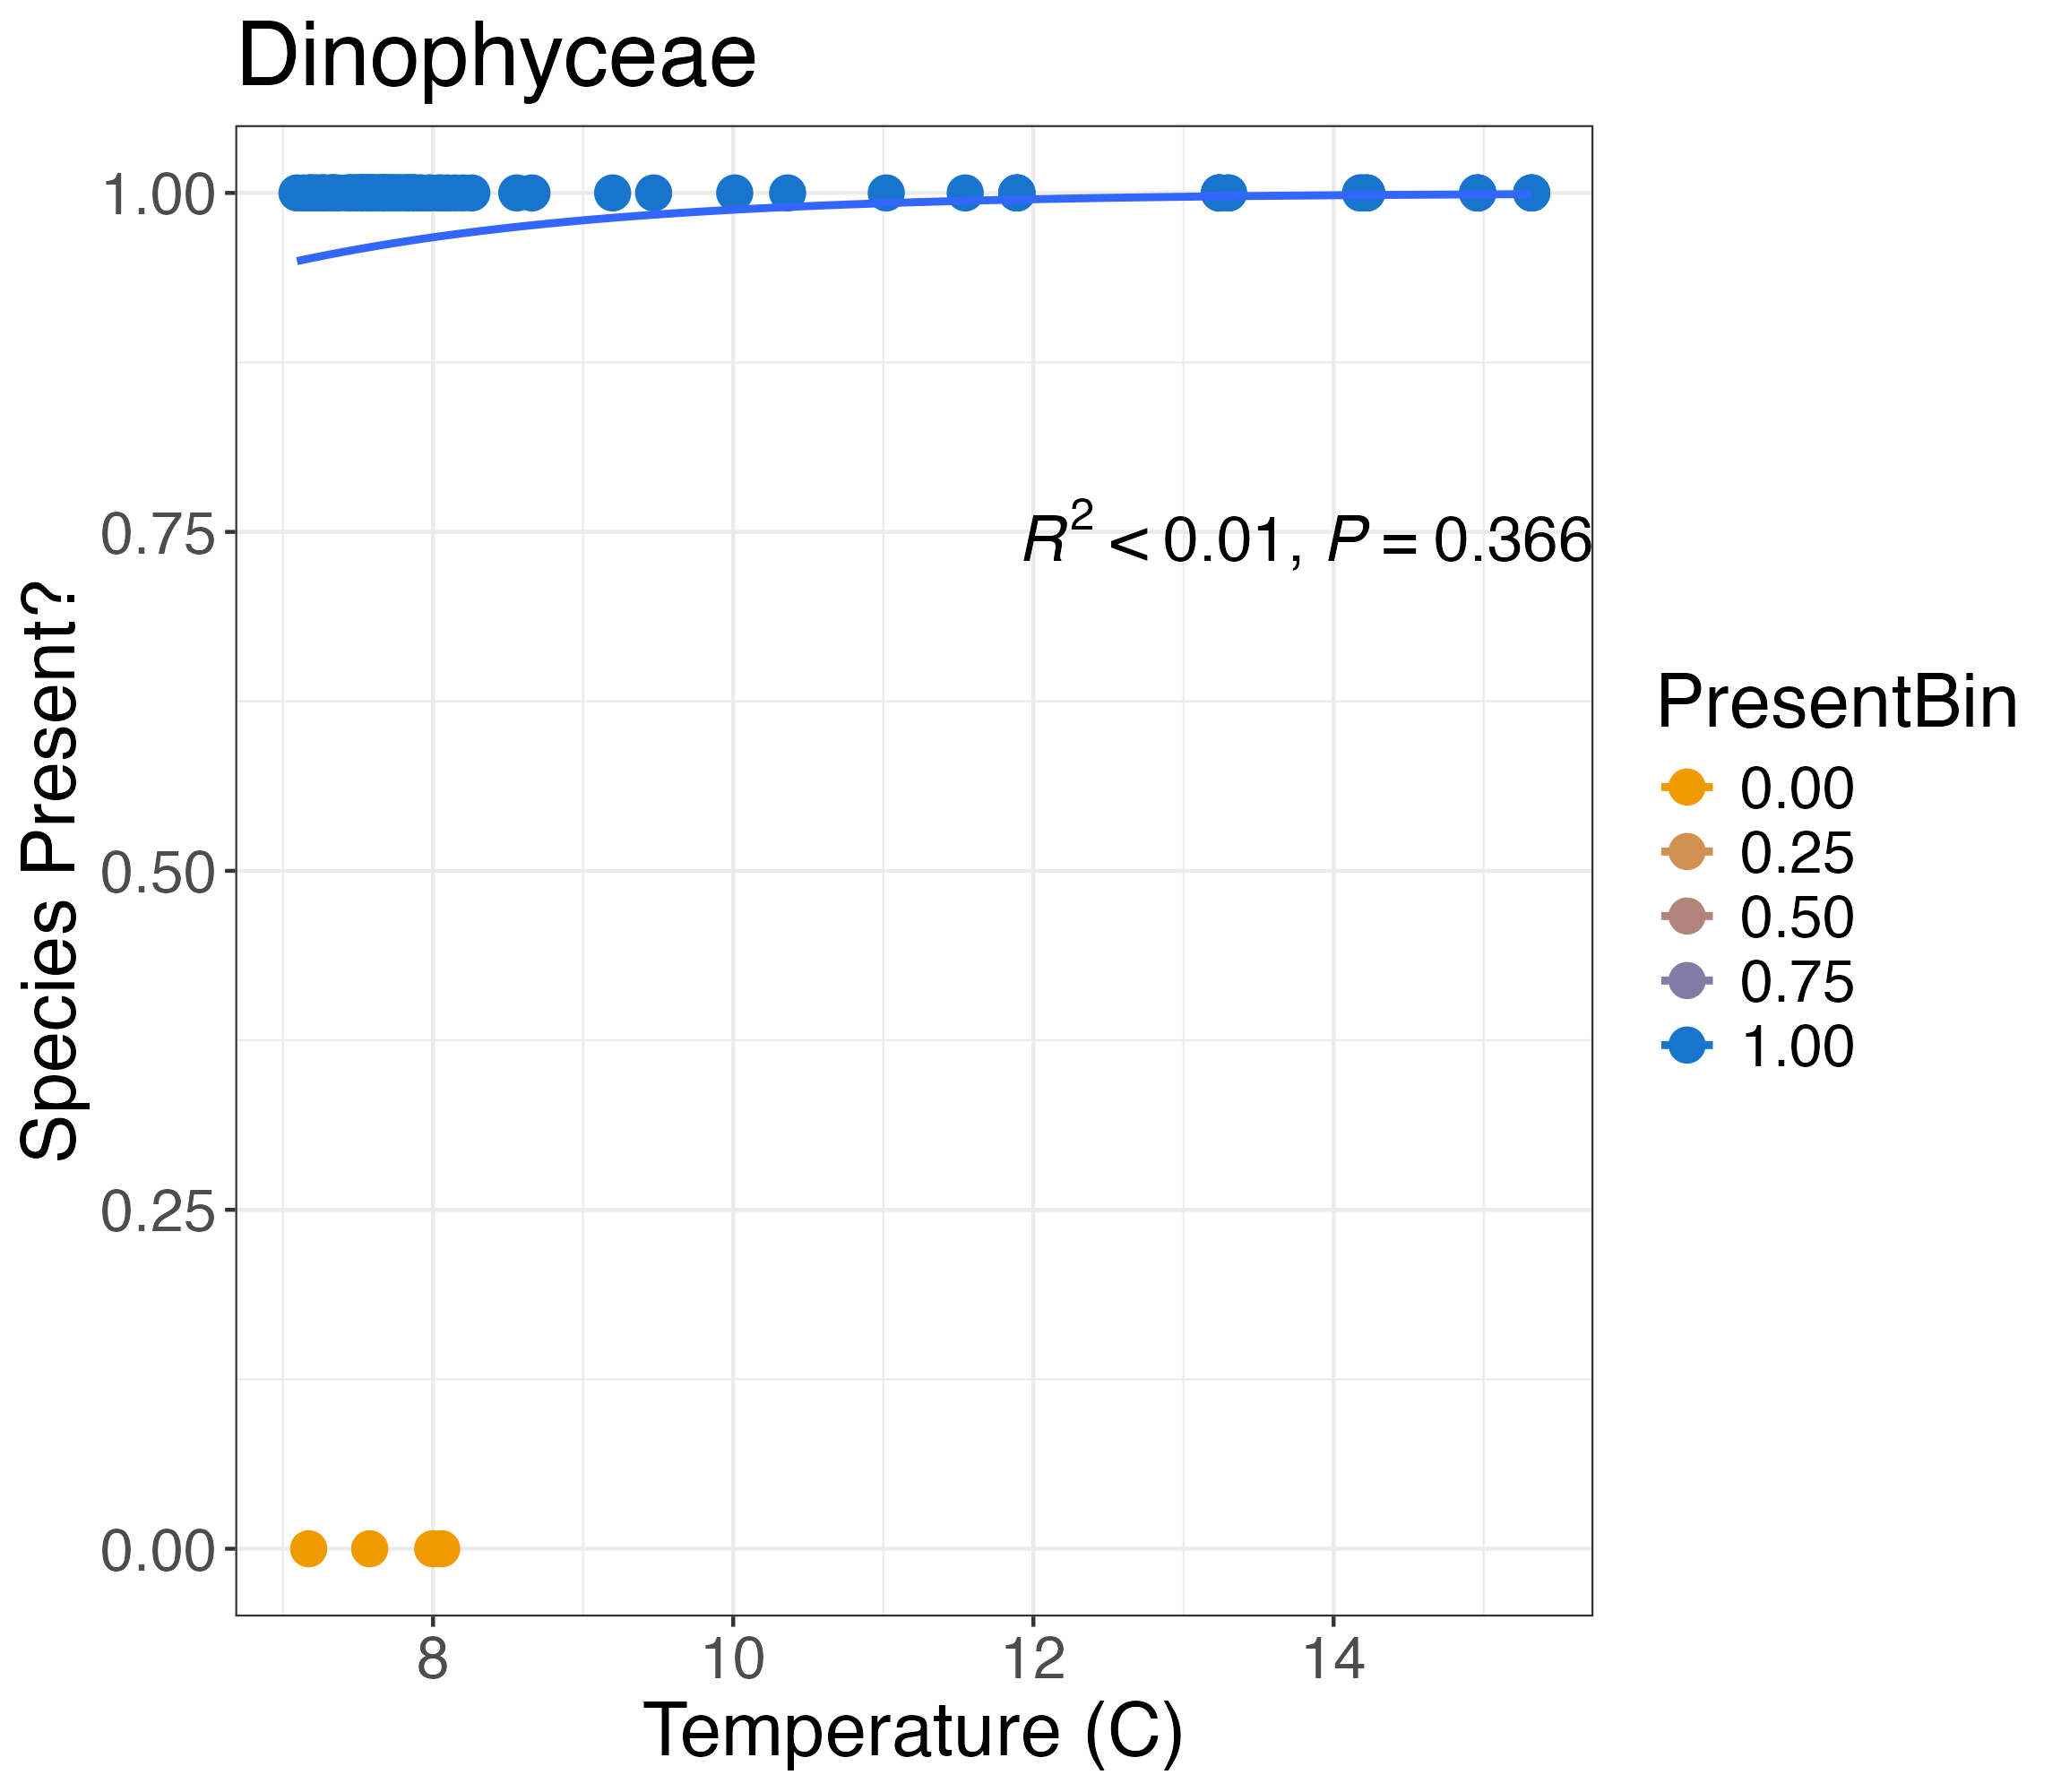 Dinophyceae
1.00
0.75
0.50
0.25
0.00
Species Present?
R² < 0.01, P = 0.366
8
10
12
14
Temperature (C)
PresentBin
0.00
0.25
0.50
0.75
1.00